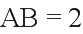 AB = 2